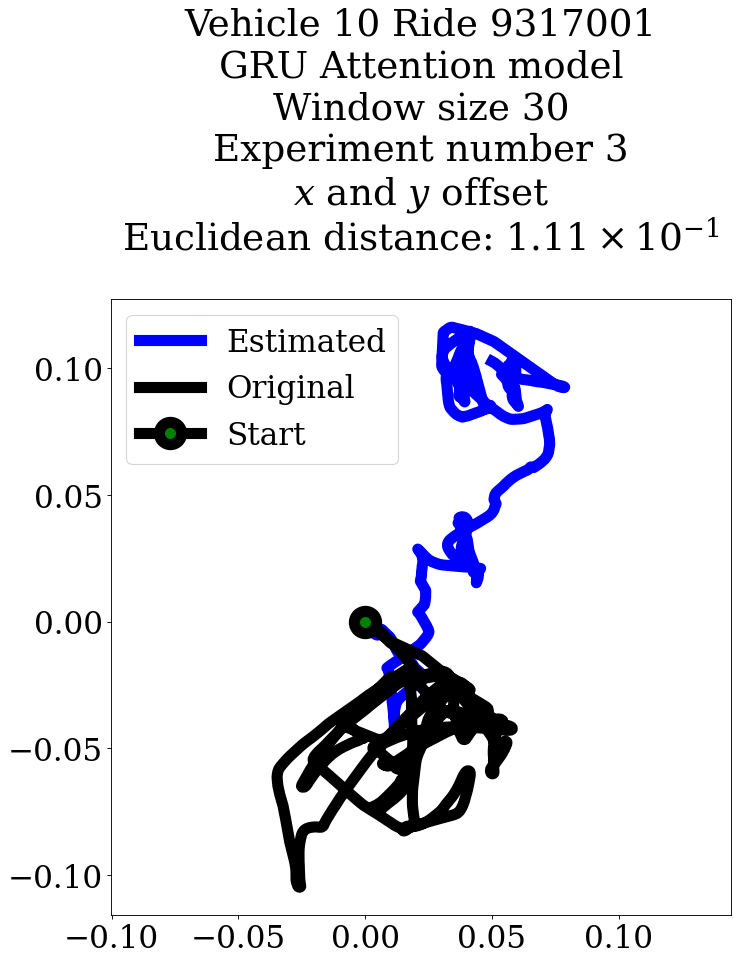 Vehicle 10 Ride 9317001
GRU Attention model
Window size 30
Experiment number 3
x and y offset
Euclidean distance: 1.11 × 10⁻¹
Estimated
Original
Start
0.10
0.05
0.00
−0.05
−0.10
−0.10 −0.05 0.00 0.05 0.10